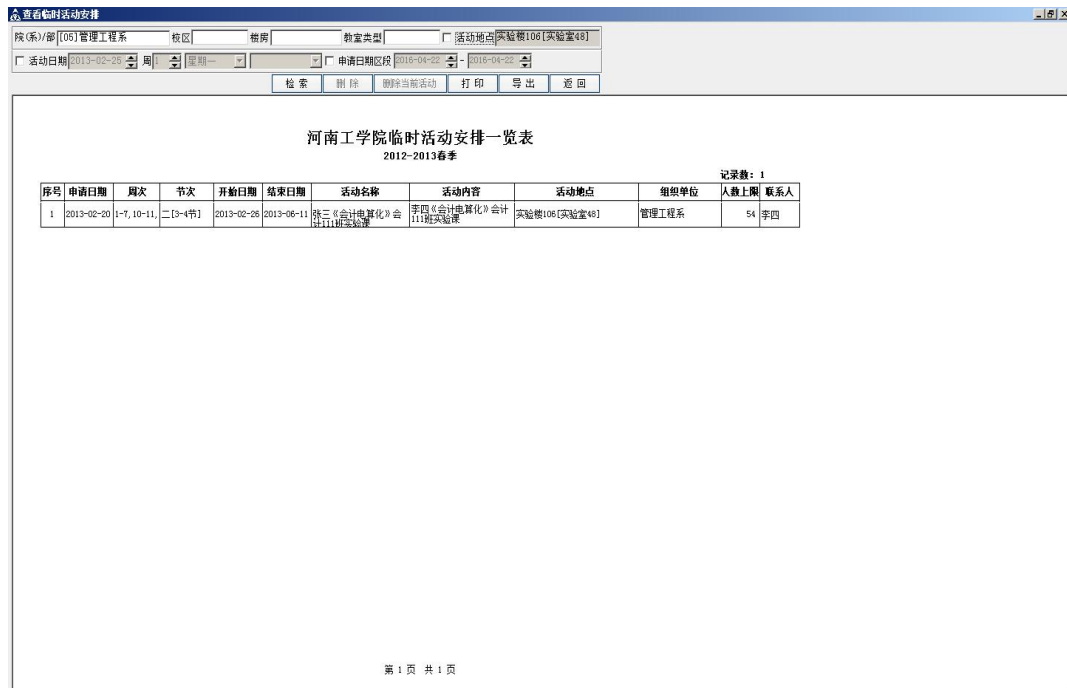 查看临时活动安排
院(系)/部 [05]管理工程系 校区 楼房 教室类型 活动地点 实验楼106[实验室48]
活动日期 2013-02-25 周 1 星期一 申请日期区段 2016-04-22 - 2016-04-22
检索 删除 删除当前活动 打印 导出 返回
河南工学院临时活动安排一览表
2012-2013春季
记录数: 1
序号 申请日期 周次 节次 开始日期 结束日期 活动名称 活动内容 活动地点 组织单位 人数上限 联系人
1 2013-02-20 1-7,10-11, 二[3-4节] 2013-02-26 2013-06-11 张三《会计电算化》会计111班实验课 李四《会计电算化》会计111班实验课 实验楼106[实验室48] 管理工程系 54 李四
第 1 页 共 1 页